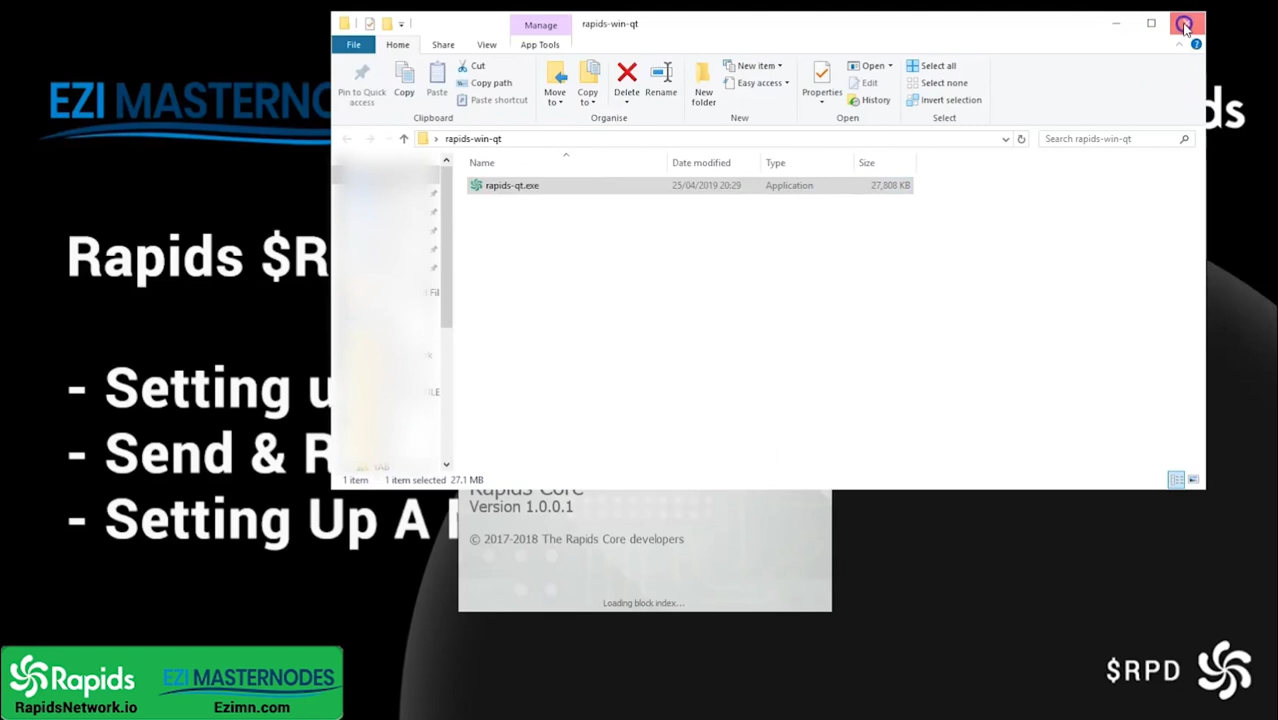 Manage
rapids-win-qt
File
Home
Share
View
App Tools
Pin to Quick
access
Copy
Paste
Cut
Copy path
Paste shortcut
Clipboard
Move
to
Copy
to
Delete
Rename
Organise
New
folder
New item
Easy access
New
Properties
Open
Edit
History
Open
Select all
Select none
Invert selection
Select
rapids-win-qt
Search rapids-win-qt
Name
Date modified
Type
Size
rapids-qt.exe
25/04/2019 20:29
Application
27,808 KB
1 item
1 item selected
27.1 MB
EZI MASTERNO
ds
Rapids $R
- Setting u
- Send & R
- Setting Up A
Rapids Core
Version 1.0.0.1
© 2017-2018 The Rapids Core developers
Loading block index...
Rapids
RapidsNetwork.io
EZI MASTERNODES
Ezimn.com
$RPD